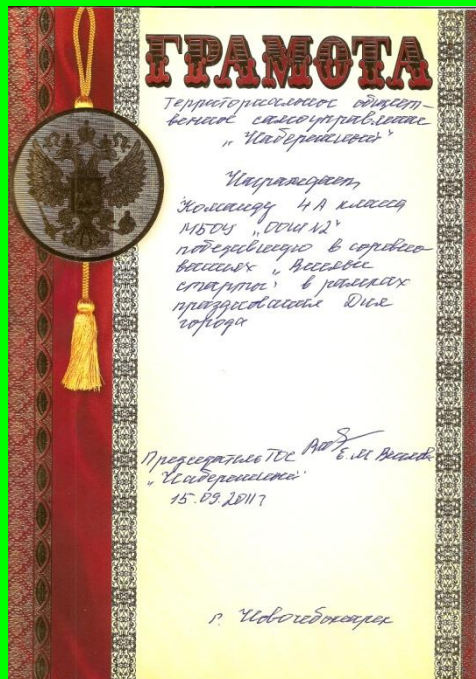 ГРАМОТА
Территориальное общест-
венное самоуправление
„Набережный"
Награждает
Команду 4А класса
МБОУ „ООШ №2"
победившую в соревно-
ваниях „Веселые
старты" в рамках
празднования Дня
города
Председатель ТОС Е.М.
„Набережный"
15.09.2011г
г. Новочебоксарск